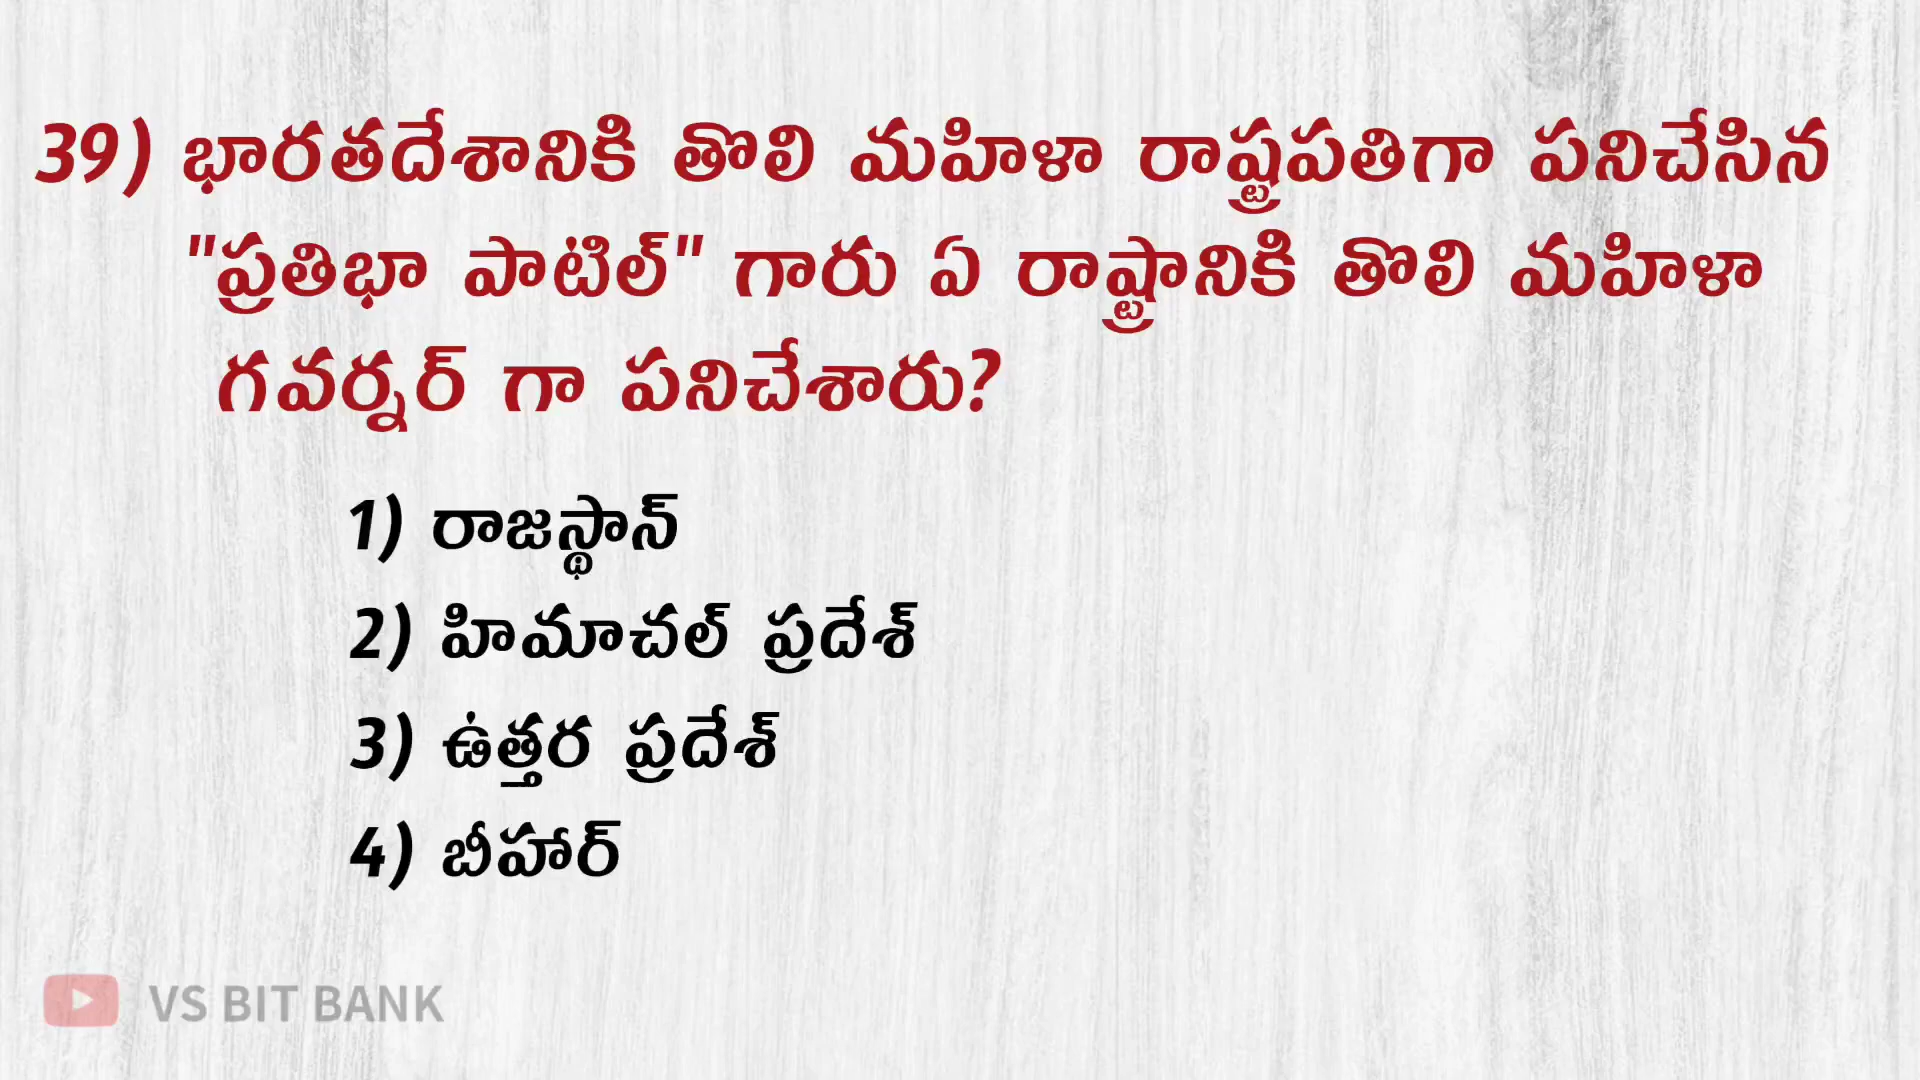 39) భారతదేశానికి తొలి మహిళా రాష్ట్రపతిగా పనిచేసిన
"ప్రతిభా పాటిల్" గారు ఏ రాష్ట్రానికి తొలి మహిళా
గవర్నర్ గా పనిచేశారు?
1) రాజస్థాన్
2) హిమాచల్ ప్రదేశ్
3) ఉత్తర ప్రదేశ్
4) బీహార్
VS BIT BANK